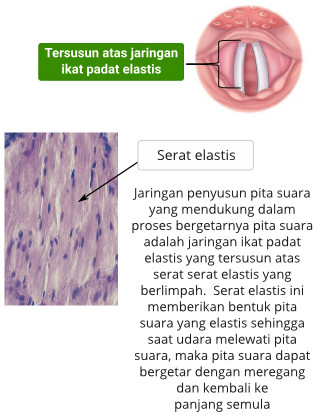 Tersusun atas jaringan
ikat padat elastis
Serat elastis
Jaringan penyusun pita suara
yang mendukung dalam
proses bergetarnya pita suara
adalah jaringan ikat padat
elastis yang tersusun atas
serat serat elastis yang
berlimpah. Serat elastis ini
memberikan bentuk pita
suara yang elastis sehingga
saat udara melewati pita
suara, maka pita suara dapat
bergetar dengan meregang
dan kembali ke
panjang semula